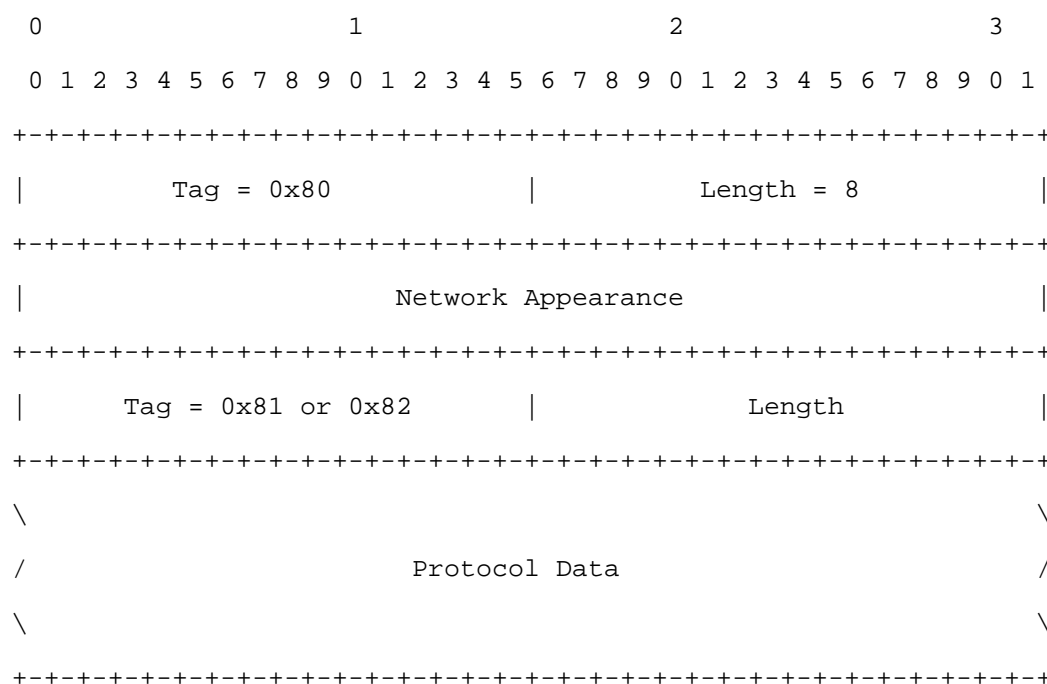 0                   1                   2                   3
0 1 2 3 4 5 6 7 8 9 0 1 2 3 4 5 6 7 8 9 0 1 2 3 4 5 6 7 8 9 0 1
+-+-+-+-+-+-+-+-+-+-+-+-+-+-+-+-+-+-+-+-+-+-+-+-+-+-+-+-+-+-+-+-+
|         Tag = 0x80            |          Length = 8           |
+-+-+-+-+-+-+-+-+-+-+-+-+-+-+-+-+-+-+-+-+-+-+-+-+-+-+-+-+-+-+-+-+
|                       Network Appearance                      |
+-+-+-+-+-+-+-+-+-+-+-+-+-+-+-+-+-+-+-+-+-+-+-+-+-+-+-+-+-+-+-+-+
|      Tag = 0x81 or 0x82       |             Length            |
+-+-+-+-+-+-+-+-+-+-+-+-+-+-+-+-+-+-+-+-+-+-+-+-+-+-+-+-+-+-+-+-+
\                                                               \
/                        Protocol Data                          /
\                                                               \
+-+-+-+-+-+-+-+-+-+-+-+-+-+-+-+-+-+-+-+-+-+-+-+-+-+-+-+-+-+-+-+-+